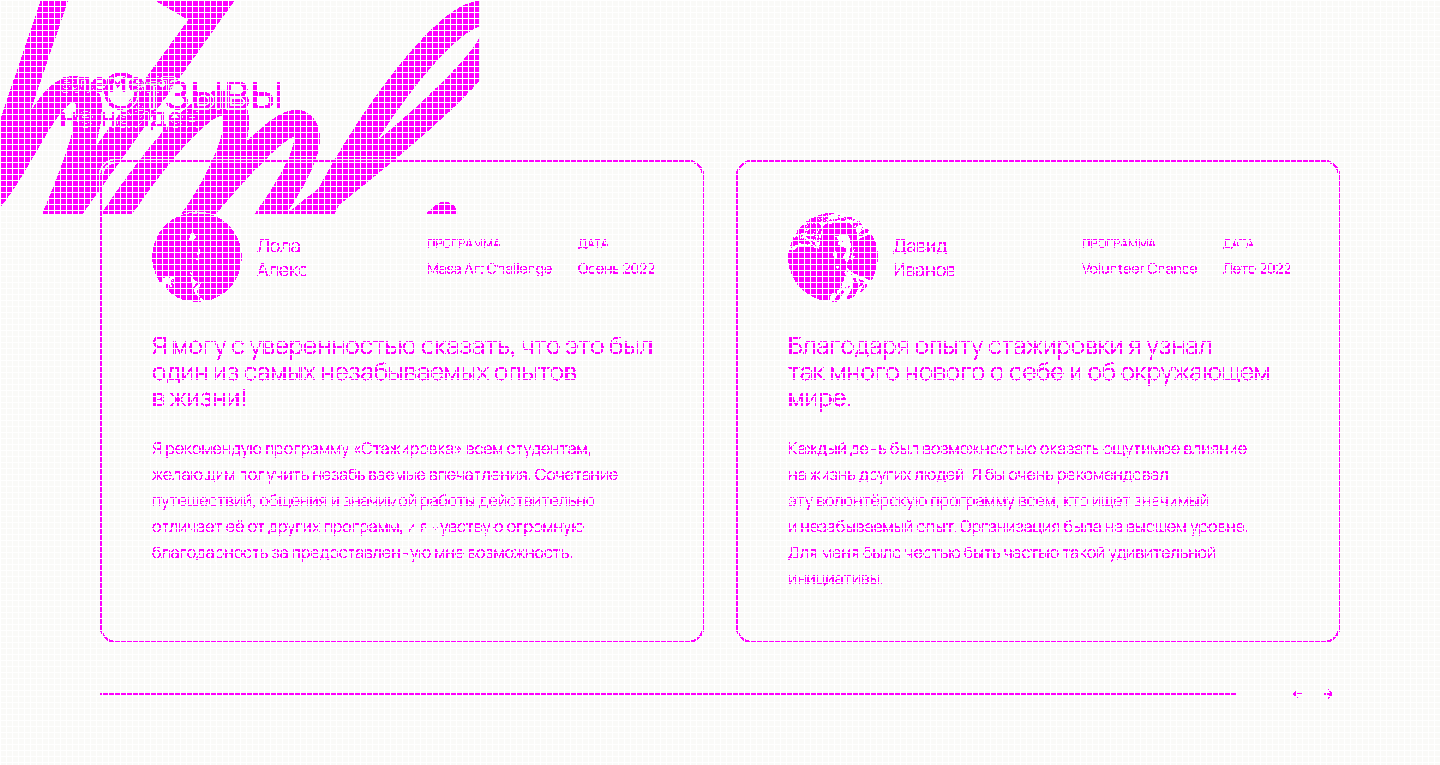 Отзывы
Лола
Алекс
ПРОГРАММА
Masa Art Challenge
ДАТА
Осень 2022
Я могу с уверенностью сказать, что это был
один из самых незабываемых опытов
в жизни!
Я рекомендую программу «Стажировка» всем студентам,
желающим получить незабываемые впечатления. Сочетание
путешествий, общения и значимой работы действительно
отличает её от других программ, и я чувствую огромную
благодарность за предоставленную мне возможность.
Давид
Иванов
ПРОГРАММА
Volunteer Chance
ДАТА
Лето 2022
Благодаря опыту стажировки я узнал
так много нового о себе и об окружающем
мире.
Каждый день был возможностью оказать ощутимое влияние
на жизнь других людей. Я бы очень рекомендовал
эту волонтёрскую программу всем, кто ищет значимый
и незабываемый опыт. Организация была на высшем уровне.
Для меня было честью быть частью такой удивительной
инициативы.